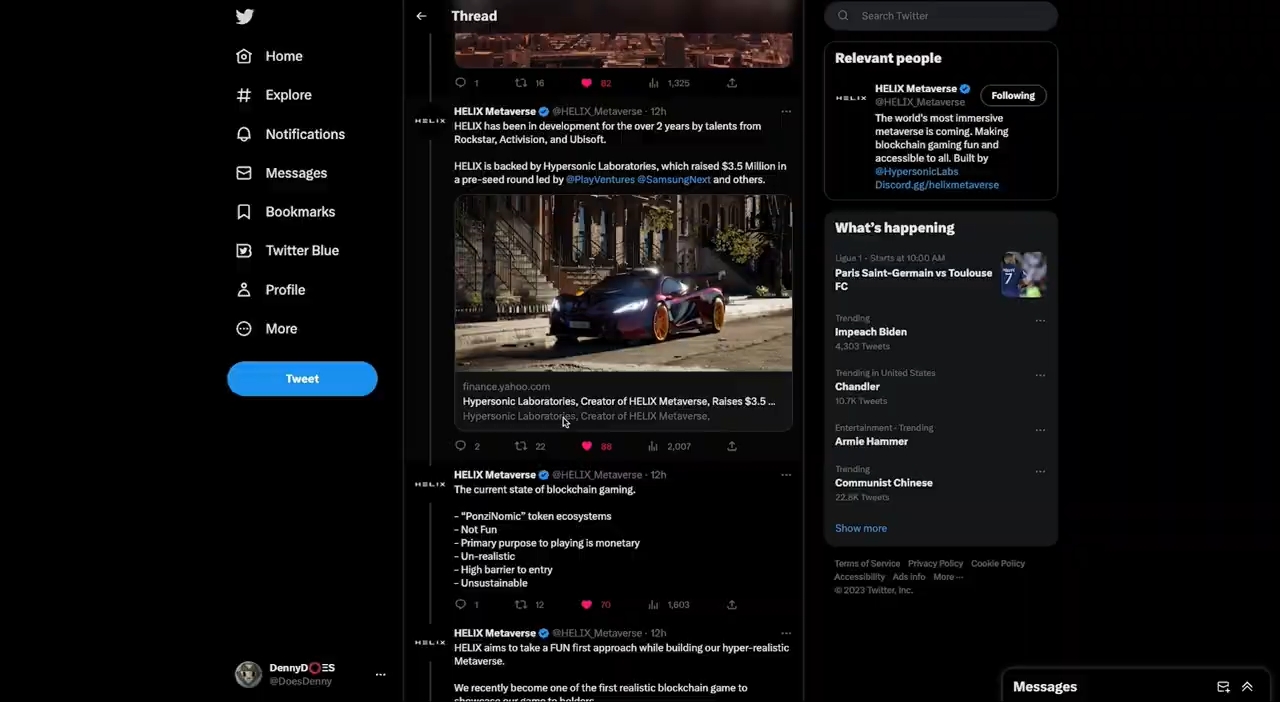 Home
Explore
Notifications
Messages
Bookmarks
Twitter Blue
Profile
More
Tweet
DennyD⭕ΞS
@DoesDenny
Thread
1 16 82 1,325
HELIX Metaverse @HELIX_Metaverse · 12h
HELIX has been in development for the over 2 years by talents from
Rockstar, Activision, and Ubisoft.
HELIX is backed by Hypersonic Laboratories, which raised $3.5 Million in
a pre-seed round led by @PlayVentures @SamsungNext and others.
finance.yahoo.com
Hypersonic Laboratories, Creator of HELIX Metaverse, Raises $3.5 ...
Hypersonic Laboratories, Creator of HELIX Metaverse,
2 22 88 2,007
HELIX Metaverse @HELIX_Metaverse · 12h
The current state of blockchain gaming.
- “PonziNomic” token ecosystems
- Not Fun
- Primary purpose to playing is monetary
- Un-realistic
- High barrier to entry
- Unsustainable
1 12 70 1,603
HELIX Metaverse @HELIX_Metaverse · 12h
HELIX aims to take a FUN first approach while building our hyper-realistic
Metaverse.
We recently become one of the first realistic blockchain game to
showcase our game to holders
HELIX
HELIX
HELIX
Search Twitter
Relevant people
HELIX
HELIX Metaverse
@HELIX_Metaverse
Following
The world's most immersive
metaverse is coming. Making
blockchain gaming fun and
accessible to all. Built by
@HypersonicLabs
Discord.gg/helixmetaverse
What's happening
Ligue 1 · Starts at 10:00 AM
Paris Saint-Germain vs Toulouse
FC
Trending
Impeach Biden
4,303 Tweets
Trending in United States
Chandler
10.7K Tweets
Entertainment · Trending
Armie Hammer
Trending
Communist Chinese
22.8K Tweets
Show more
Terms of Service Privacy Policy Cookie Policy
Accessibility Ads info More ···
© 2023 Twitter, Inc.
Messages